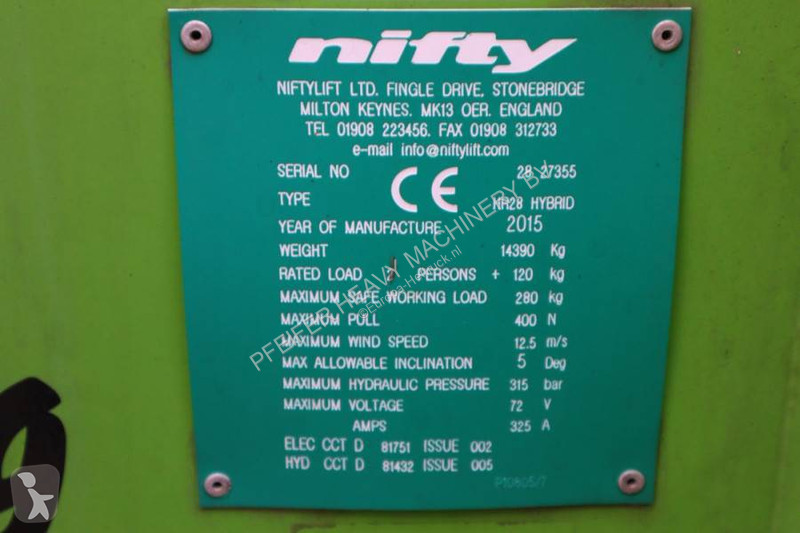 nifty
NIFTYLIFT LTD. FINGLE DRIVE, STONEBRIDGE
MILTON KEYNES. MK13 OER. ENGLAND
TEL 01908 223456. FAX 01908 312733
e-mail info@niftylift.com
SERIAL NO 28 27355
CE
TYPE HR28 HYBRID
YEAR OF MANUFACTURE 2015
WEIGHT 14390 Kg
RATED LOAD PERSONS + 120 kg
MAXIMUM SAFE WORKING LOAD 280 kg
MAXIMUM PULL 400 N
MAXIMUM WIND SPEED 12.5 m/s
MAX ALLOWABLE INCLINATION 5 Deg
MAXIMUM HYDRAULIC PRESSURE 315 bar
MAXIMUM VOLTAGE 72 V
AMPS 325 A
ELEC CCT D 81751 ISSUE 002
HYD CCT D 81432 ISSUE 005
P10805/7
PFEIFER HEAVY MACHINERY BV